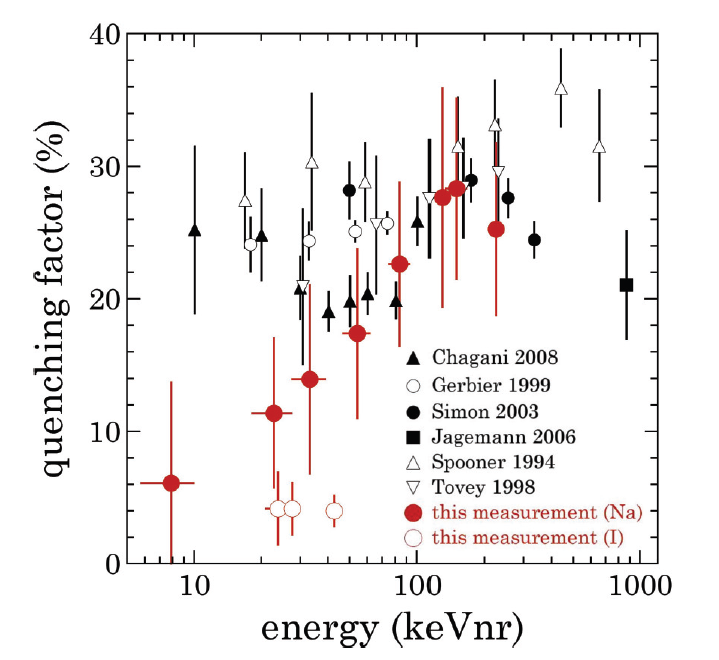 40
30
20
10
0
quenching factor (%)
Chagani 2008
Gerbier 1999
Simon 2003
Jagemann 2006
Spooner 1994
Tovey 1998
this measurement (Na)
this measurement (I)
10
100
1000
energy (keVnr)